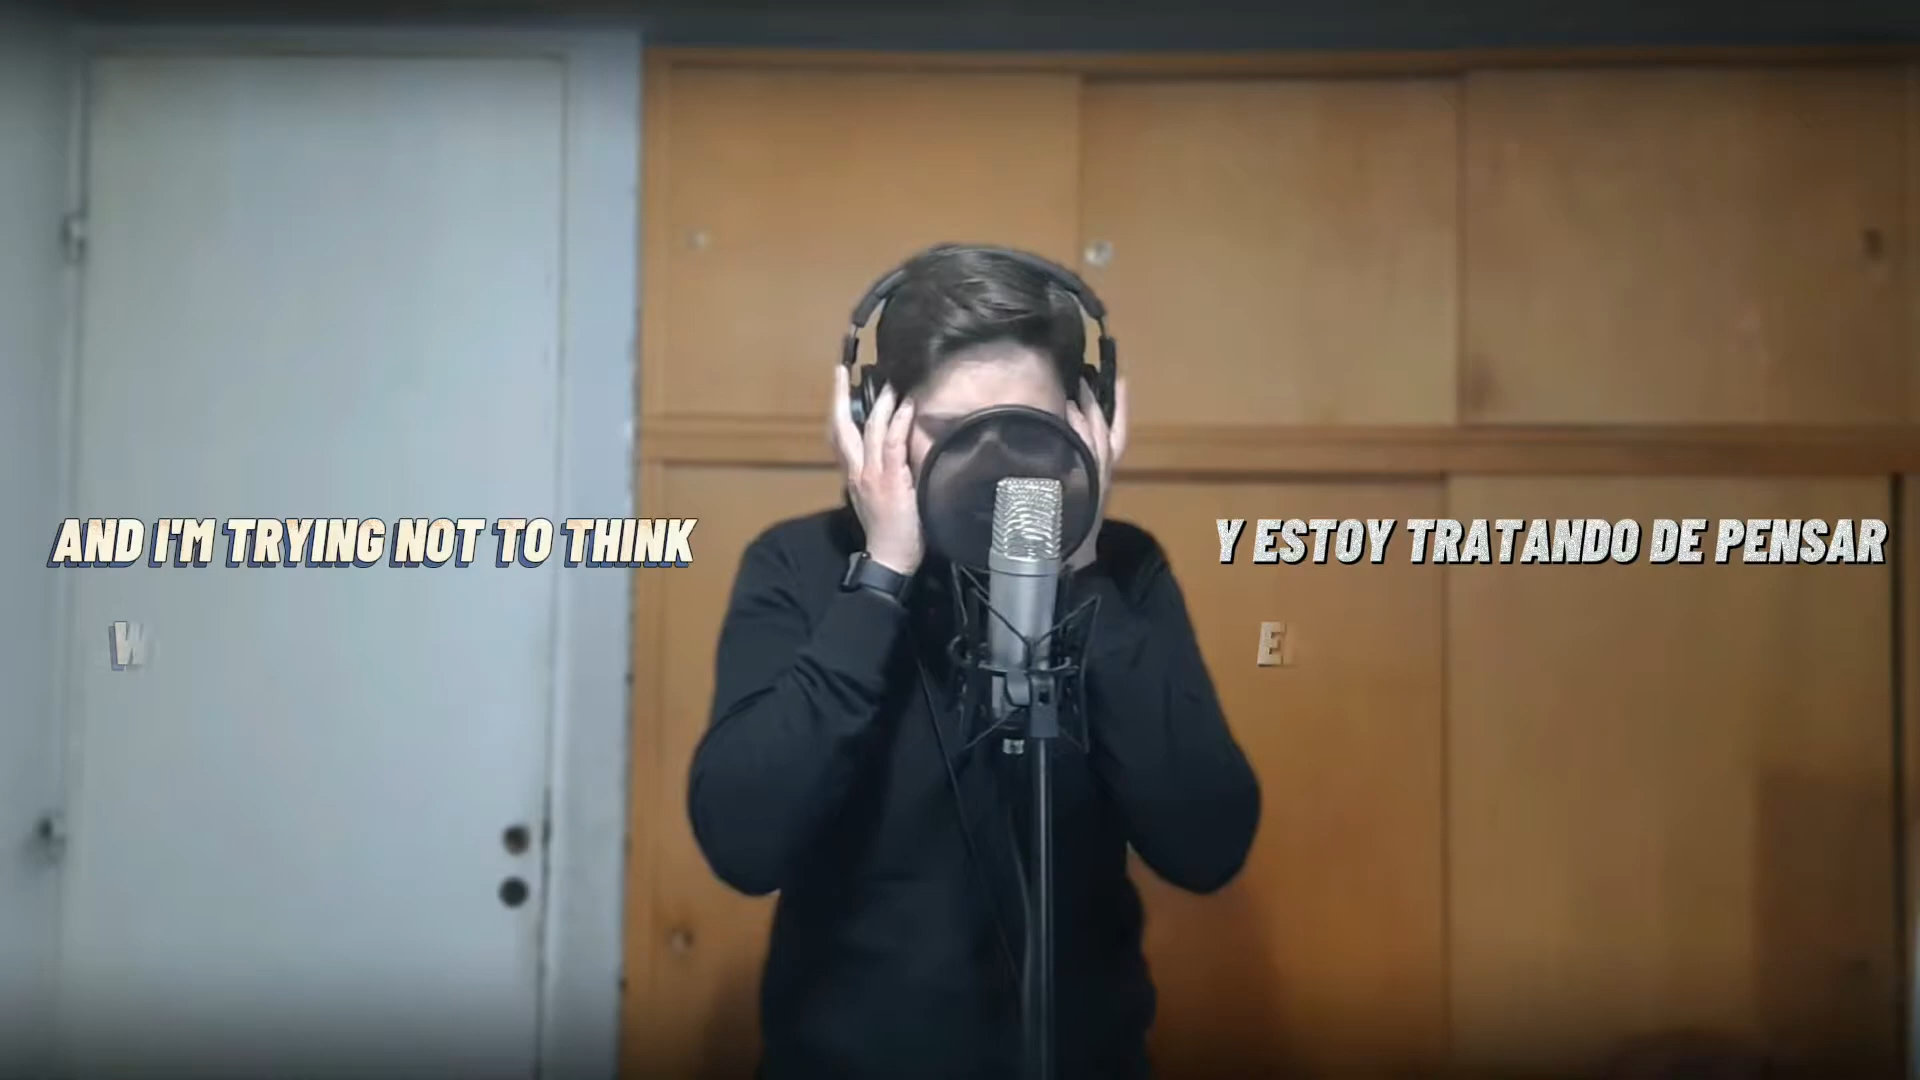 AND I'M TRYING NOT TO THINK
W
Y ESTOY TRATANDO DE PENSAR
E